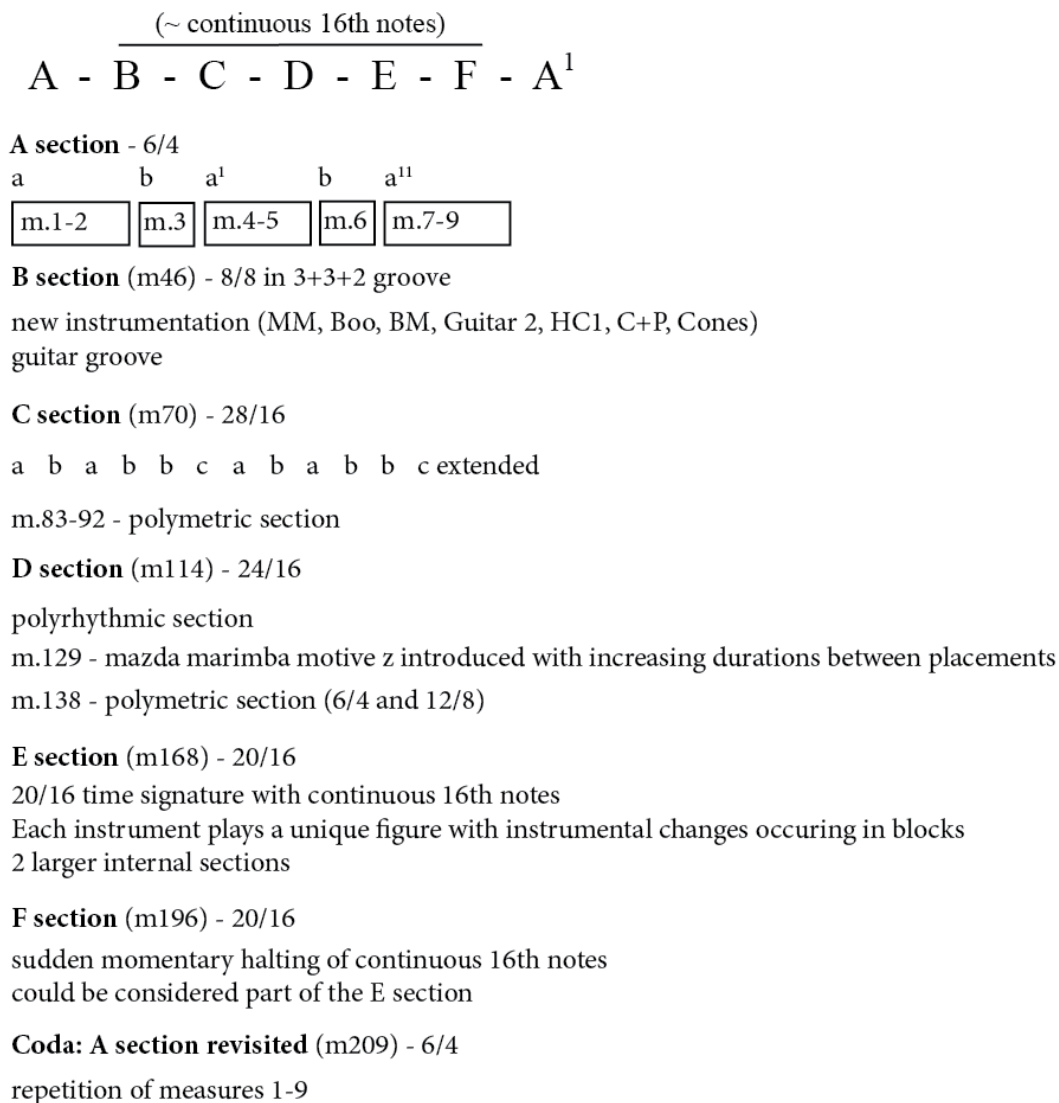 (~ continuous 16th notes)
A - B - C - D - E - F - A¹
A section - 6/4
a b a¹ b a¹¹
m.1-2 m.3 m.4-5 m.6 m.7-9
B section (m46) - 8/8 in 3+3+2 groove
new instrumentation (MM, Boo, BM, Guitar 2, HC1, C+P, Cones)
guitar groove
C section (m70) - 28/16
a b a b b c a b a b b c extended
m.83-92 - polymetric section
D section (m114) - 24/16
polyrhythmic section
m.129 - mazda marimba motive z introduced with increasing durations between placements
m.138 - polymetric section (6/4 and 12/8)
E section (m168) - 20/16
20/16 time signature with continuous 16th notes
Each instrument plays a unique figure with instrumental changes occuring in blocks
2 larger internal sections
F section (m196) - 20/16
sudden momentary halting of continuous 16th notes
could be considered part of the E section
Coda: A section revisited (m209) - 6/4
repetition of measures 1-9